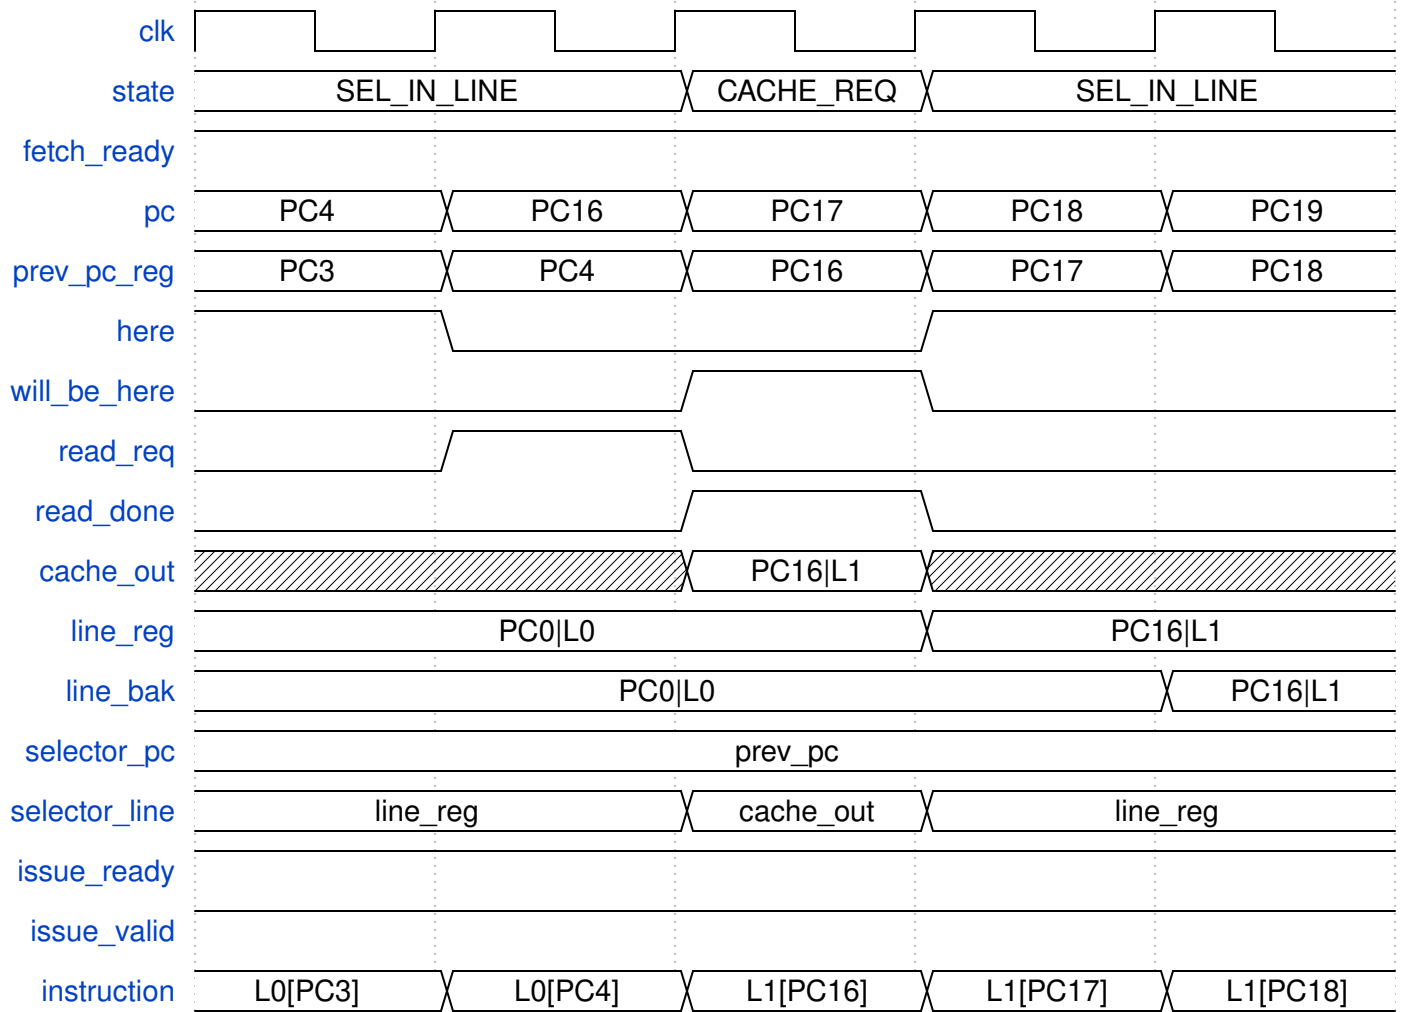 clk
state SEL_IN_LINE CACHE_REQ SEL_IN_LINE
fetch_ready
pc PC4 PC16 PC17 PC18 PC19
prev_pc_reg PC3 PC4 PC16 PC17 PC18
here
will_be_here
read_req
read_done
cache_out PC16|L1
line_reg PC0|L0 PC16|L1
line_bak PC0|L0 PC16|L1
selector_pc prev_pc
selector_line line_reg cache_out line_reg
issue_ready
issue_valid
instruction L0[PC3] L0[PC4] L1[PC16] L1[PC17] L1[PC18]